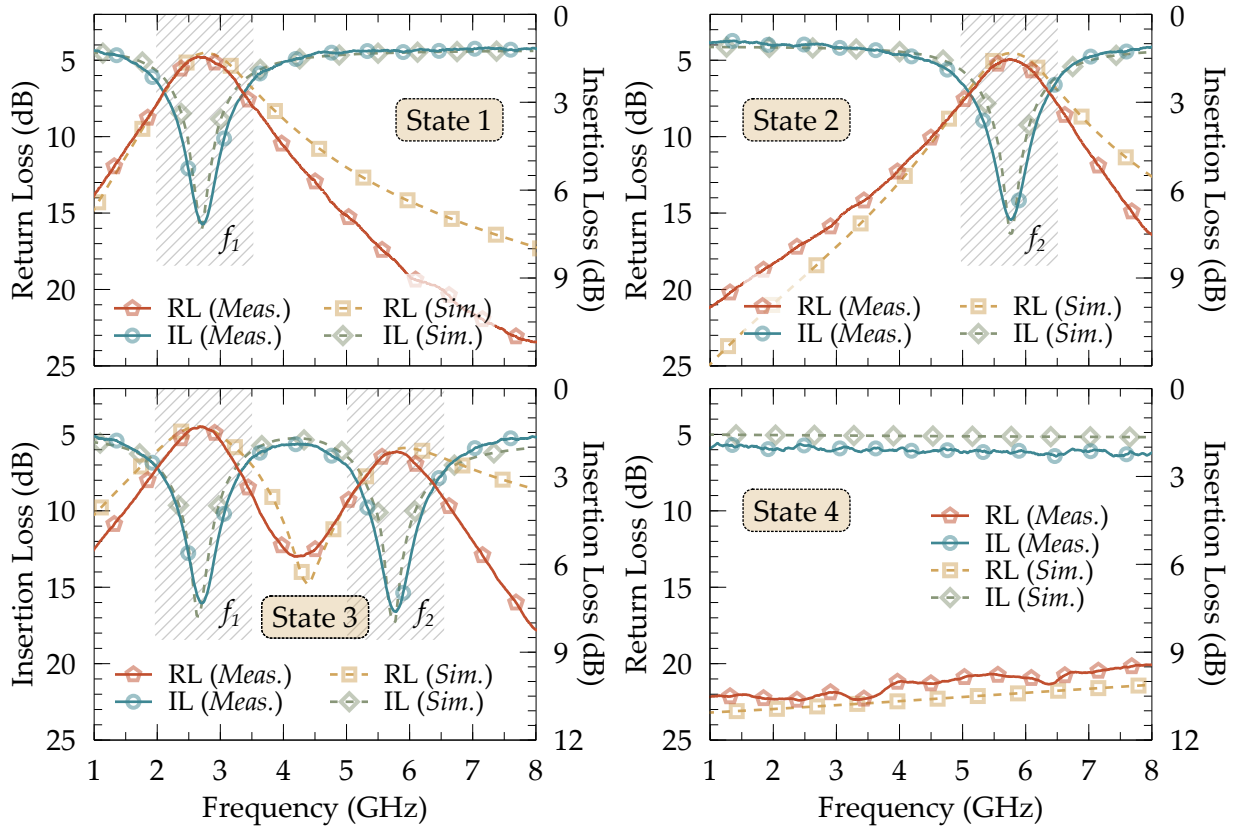 0
5
10
15
20
25
Return Loss (dB)
State 1
f1
RL (Meas.)
RL (Sim.)
IL (Meas.)
IL (Sim.)
0
3
6
9
Insertion Loss (dB)
5
10
15
20
25
Return Loss (dB)
State 2
f2
RL (Meas.)
RL (Sim.)
IL (Meas.)
IL (Sim.)
0
3
6
9
Insertion Loss (dB)
0
5
10
15
20
25
Insertion Loss (dB)
State 3
f1
f2
RL (Meas.)
RL (Sim.)
IL (Meas.)
IL (Sim.)
1 2 3 4 5 6 7 8
Frequency (GHz)
0
3
6
9
12
Insertion Loss (dB)
0
5
10
15
20
25
Return Loss (dB)
State 4
RL (Meas.)
IL (Meas.)
RL (Sim.)
IL (Sim.)
1 2 3 4 5 6 7 8
Frequency (GHz)
0
3
6
9
12
Insertion Loss (dB)